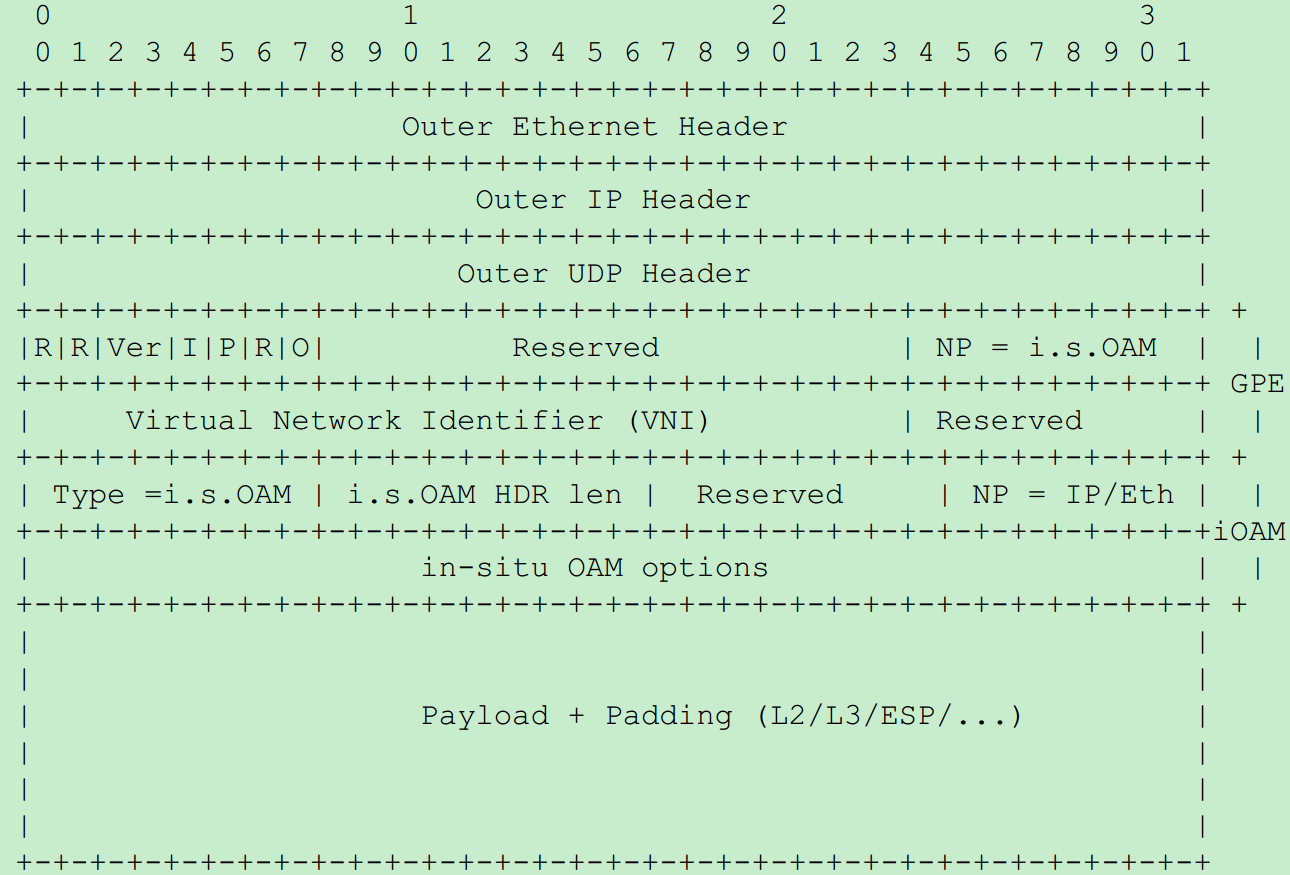 0                   1                   2                   3
 0 1 2 3 4 5 6 7 8 9 0 1 2 3 4 5 6 7 8 9 0 1 2 3 4 5 6 7 8 9 0 1
+-+-+-+-+-+-+-+-+-+-+-+-+-+-+-+-+-+-+-+-+-+-+-+-+-+-+-+-+-+-+-+-+
|                    Outer Ethernet Header                      |
+-+-+-+-+-+-+-+-+-+-+-+-+-+-+-+-+-+-+-+-+-+-+-+-+-+-+-+-+-+-+-+-+
|                        Outer IP Header                        |
+-+-+-+-+-+-+-+-+-+-+-+-+-+-+-+-+-+-+-+-+-+-+-+-+-+-+-+-+-+-+-+-+
|                       Outer UDP Header                        |
+-+-+-+-+-+-+-+-+-+-+-+-+-+-+-+-+-+-+-+-+-+-+-+-+-+-+-+-+-+-+-+-+ +
|R|R|Ver|I|P|R|O|          Reserved             | NP = i.s.OAM  |  |
+-+-+-+-+-+-+-+-+-+-+-+-+-+-+-+-+-+-+-+-+-+-+-+-+-+-+-+-+-+-+-+-+ GPE
|     Virtual Network Identifier (VNI)          | Reserved      |  |
+-+-+-+-+-+-+-+-+-+-+-+-+-+-+-+-+-+-+-+-+-+-+-+-+-+-+-+-+-+-+-+-+ +
| Type =i.s.OAM | i.s.OAM HDR len |  Reserved     | NP = IP/Eth |  |
+-+-+-+-+-+-+-+-+-+-+-+-+-+-+-+-+-+-+-+-+-+-+-+-+-+-+-+-+-+-+-+-+iOAM
|                     in-situ OAM options                       |  |
+-+-+-+-+-+-+-+-+-+-+-+-+-+-+-+-+-+-+-+-+-+-+-+-+-+-+-+-+-+-+-+-+ +
|                                                               |
|                                                               |
|                     Payload + Padding (L2/L3/ESP/...)         |
|                                                               |
|                                                               |
|                                                               |
+-+-+-+-+-+-+-+-+-+-+-+-+-+-+-+-+-+-+-+-+-+-+-+-+-+-+-+-+-+-+-+-+